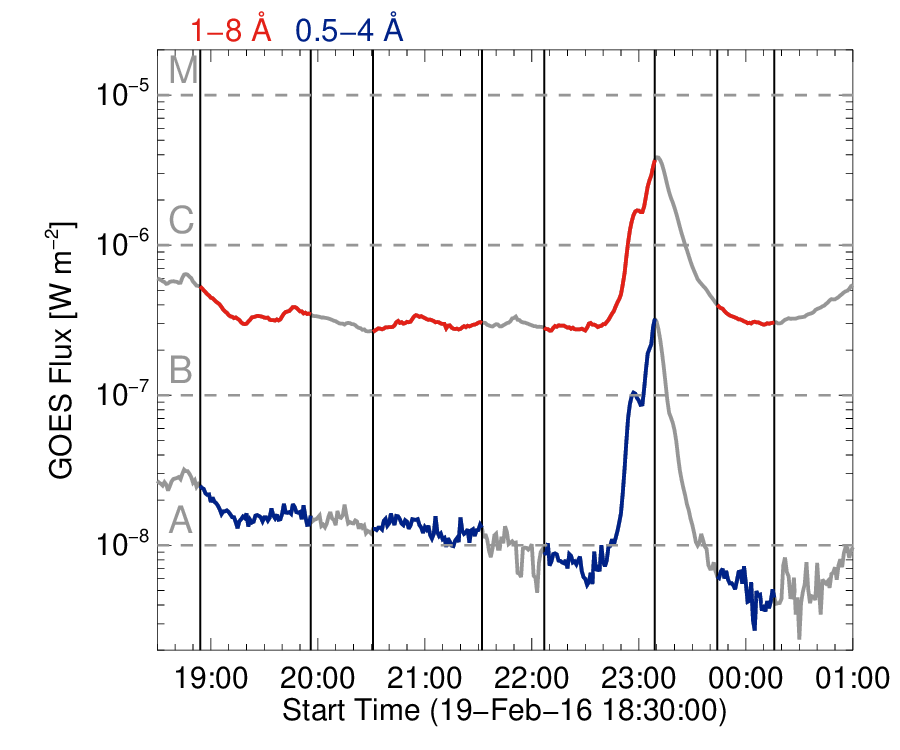 1−8 Å 0.5−4 Å
M
10⁻⁵
C
10⁻⁶
B
10⁻⁷
A
10⁻⁸
GOES Flux [W m⁻²]
19:00 20:00 21:00 22:00 23:00 00:00 01:00
Start Time (19−Feb−16 18:30:00)